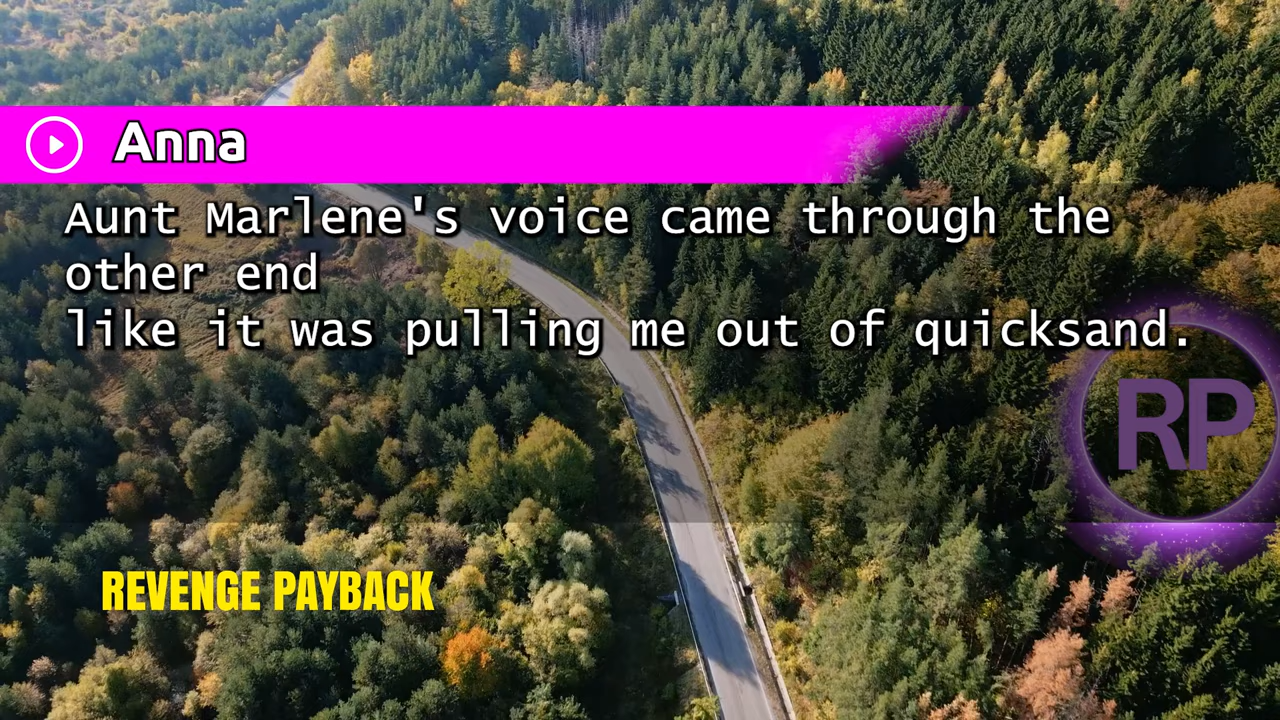 Anna
Aunt Marlene's voice came through the
other end
like it was pulling me out of quicksand.
RP
REVENGE PAYBACK